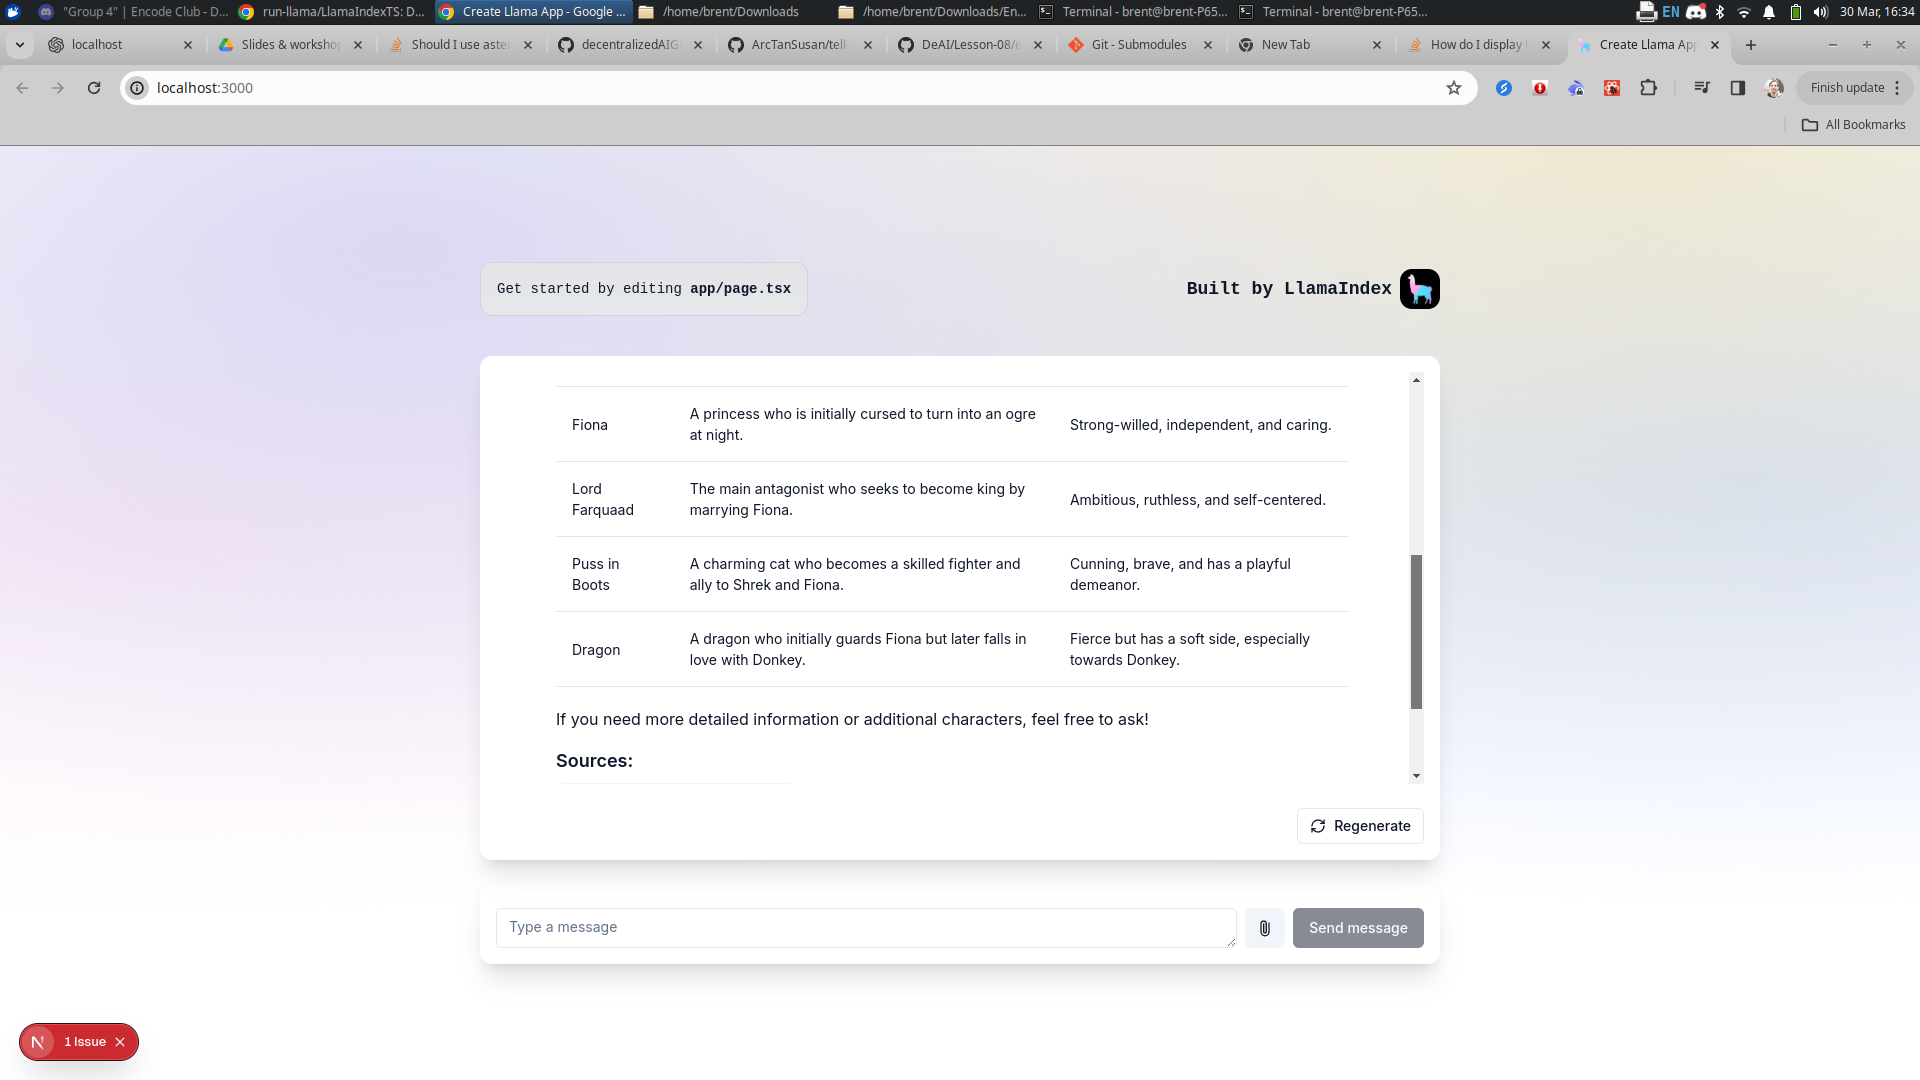 "Group 4" | Encode Club - D...
run-llama/LlamaIndexTS: D...
Create Llama App - Google ...
/home/brent/Downloads
/home/brent/Downloads/En...
Terminal - brent@brent-P65...
Terminal - brent@brent-P65...
EN
30 Mar, 16:34
localhost
Slides & workshop
Should I use aster
decentralizedAIG
ArcTanSusan/tell-
DeAI/Lesson-08/e
Git - Submodules
New Tab
How do I display
Create Llama App
localhost:3000
Finish update
All Bookmarks
Get started by editing app/page.tsx
Built by LlamaIndex
Fiona
A princess who is initially cursed to turn into an ogre
at night.
Strong-willed, independent, and caring.
Lord
Farquaad
The main antagonist who seeks to become king by
marrying Fiona.
Ambitious, ruthless, and self-centered.
Puss in
Boots
A charming cat who becomes a skilled fighter and
ally to Shrek and Fiona.
Cunning, brave, and has a playful
demeanor.
Dragon
A dragon who initially guards Fiona but later falls in
love with Donkey.
Fierce but has a soft side, especially
towards Donkey.
If you need more detailed information or additional characters, feel free to ask!
Sources:
Regenerate
Type a message
Send message
N
1 Issue